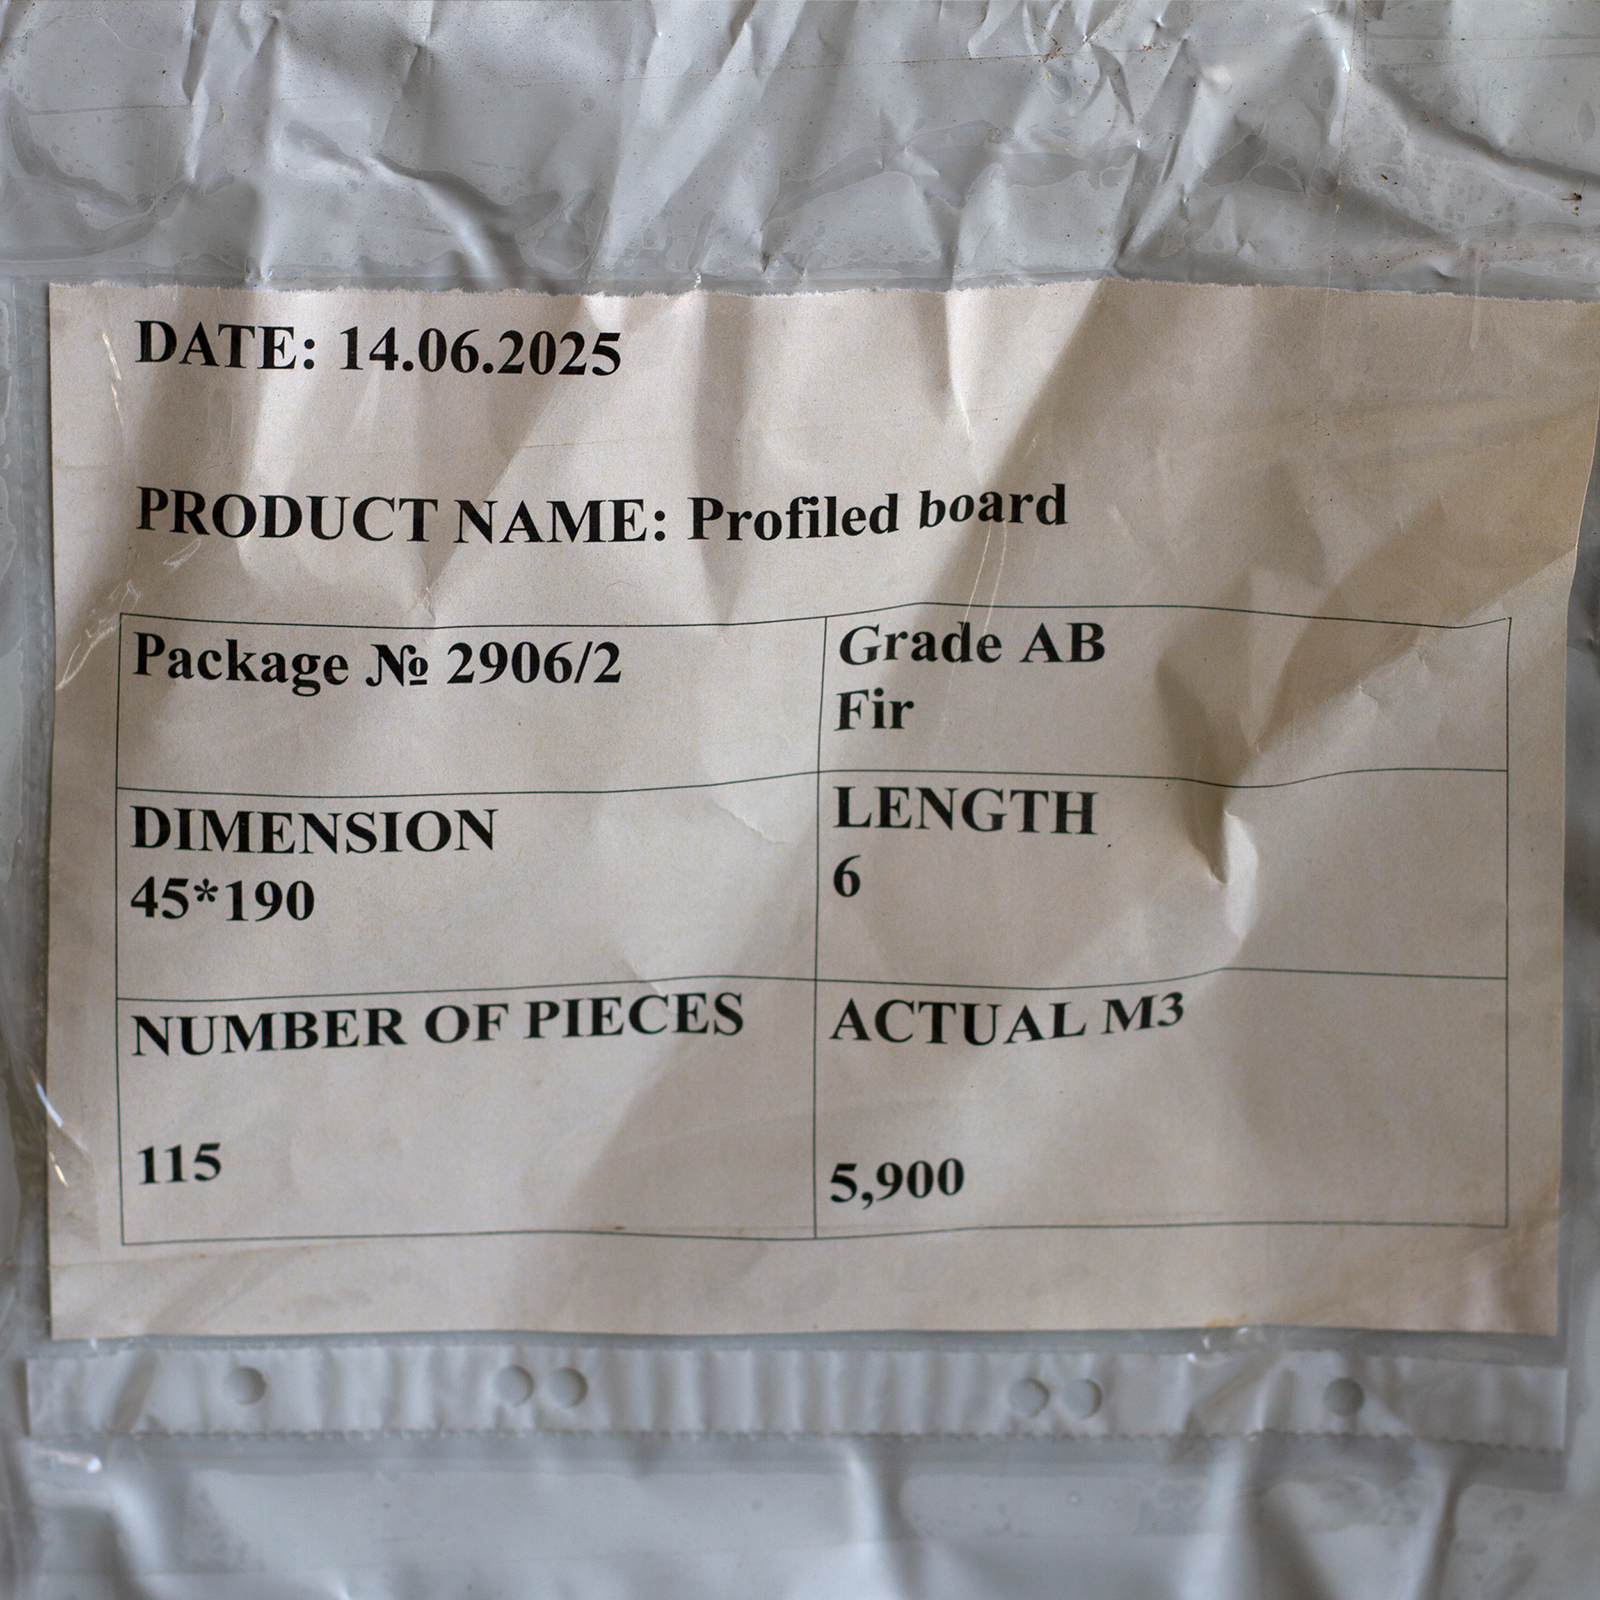 DATE: 14.06.2025
PRODUCT NAME: Profiled board
Package № 2906/2
Grade AB
Fir
DIMENSION
45*190
LENGTH
6
NUMBER OF PIECES
115
ACTUAL M3
5,900